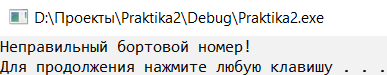 D:\Проекты\Praktika2\Debug\Praktika2.exe
Неправильный бортовой номер!
Для продолжения нажмите любую клавишу . . .